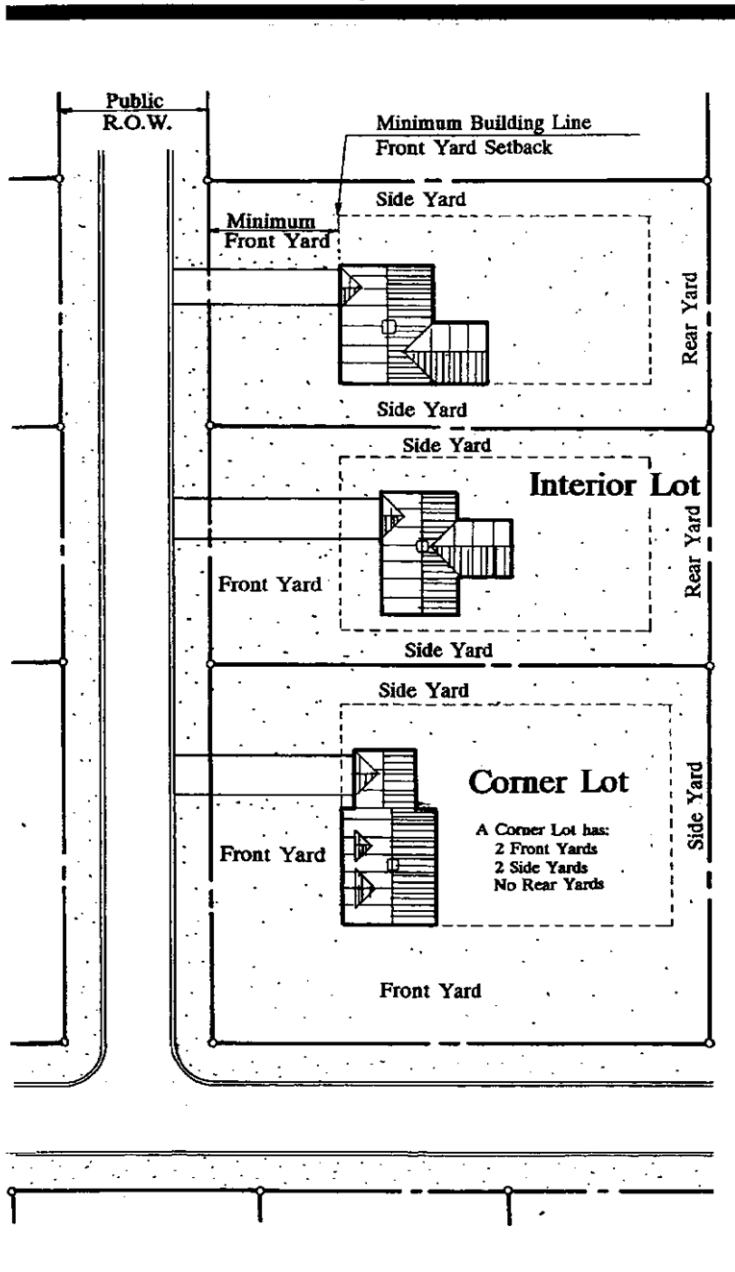 Public
R.O.W.
Minimum Building Line
Front Yard Setback
Side Yard
Minimum
Front Yard
Rear Yard
Side Yard
Side Yard
Interior Lot
Rear Yard
Front Yard
Side Yard
Side Yard
Corner Lot
Side Yard
A Corner Lot has:
2 Front Yards
2 Side Yards
No Rear Yards
Front Yard
Front Yard